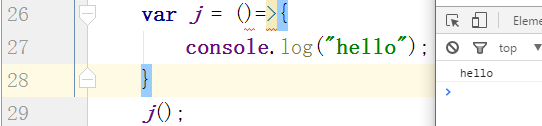 26 var j = ()=>{ Eleme
27 console.log("hello"); top
28 } hello
29 j();